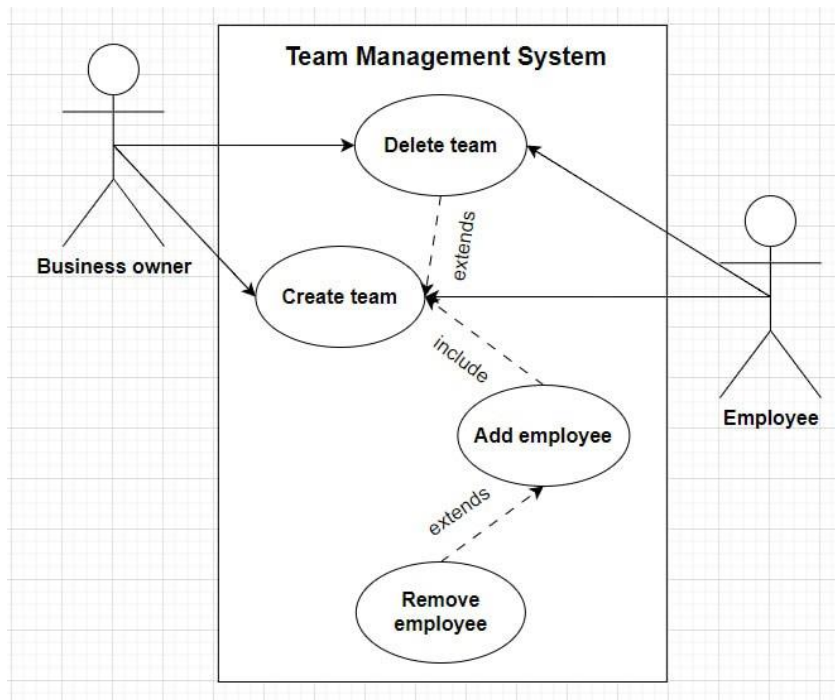 Team Management System
Delete team
Business owner
extends
Create team
include
Employee
Add employee
extends
Remove
employee